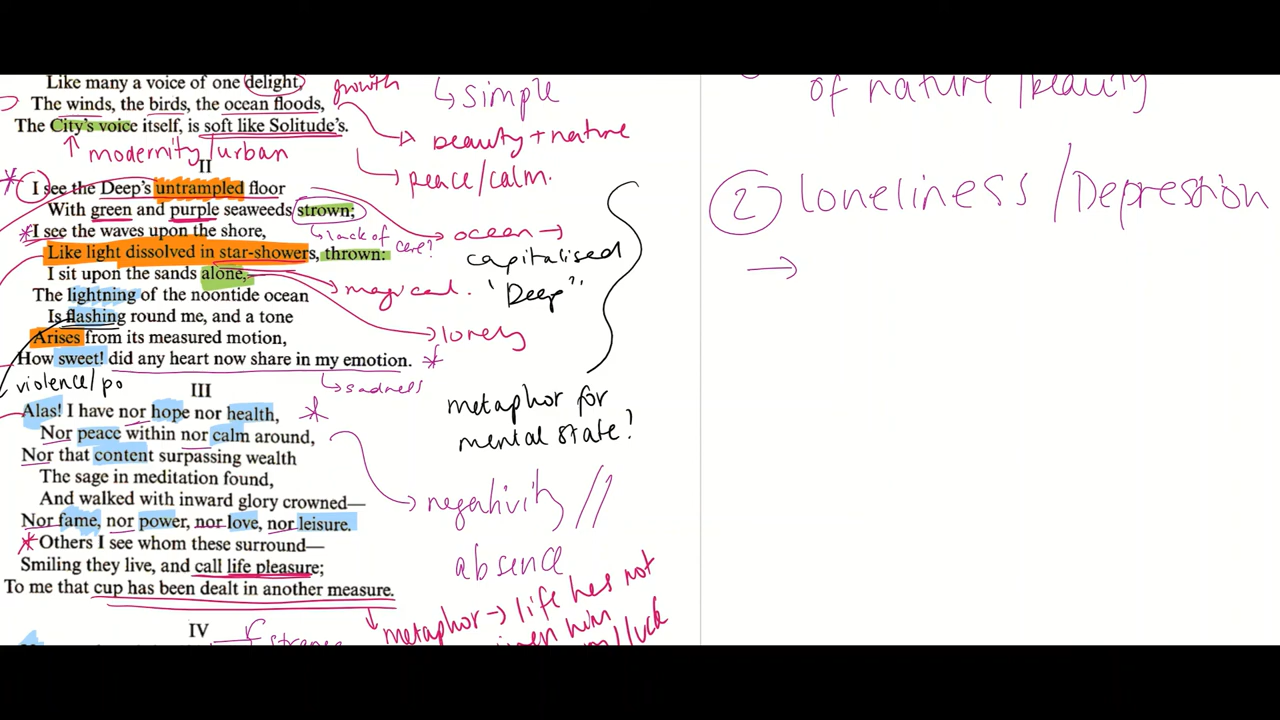 Like many a voice of one delight,
growth
↳ simple
The winds, the birds, the ocean floods,
beauty + nature
The City's voice itself, is soft like Solitude's.
modernity/urban
peace/calm.
II
I see the Deep's untrampled floor
With green and purple seaweeds strown;
↳ lack of care?
I see the waves upon the shore,
ocean →
capitalised
"Deep".
Like light dissolved in star-showers, thrown:
I sit upon the sands alone,—
magical.
The lightning of the noontide ocean
Is flashing round me, and a tone
lonely
Arises from its measured motion,
How sweet! did any heart now share in my emotion.
↳ sadness
violence/po
metaphor for
mental state?
III
Alas! I have nor hope nor health,
Nor peace within nor calm around,
Nor that content surpassing wealth
The sage in meditation found,
And walked with inward glory crowned—
negativity //
absence
Nor fame, nor power, nor love, nor leisure.
Others I see whom these surround—
Smiling they live, and call life pleasure;
To me that cup has been dealt in another measure.
metaphor → life has not
him
luck
IV
strange
of nature / beauty
2 loneliness / Depression
→